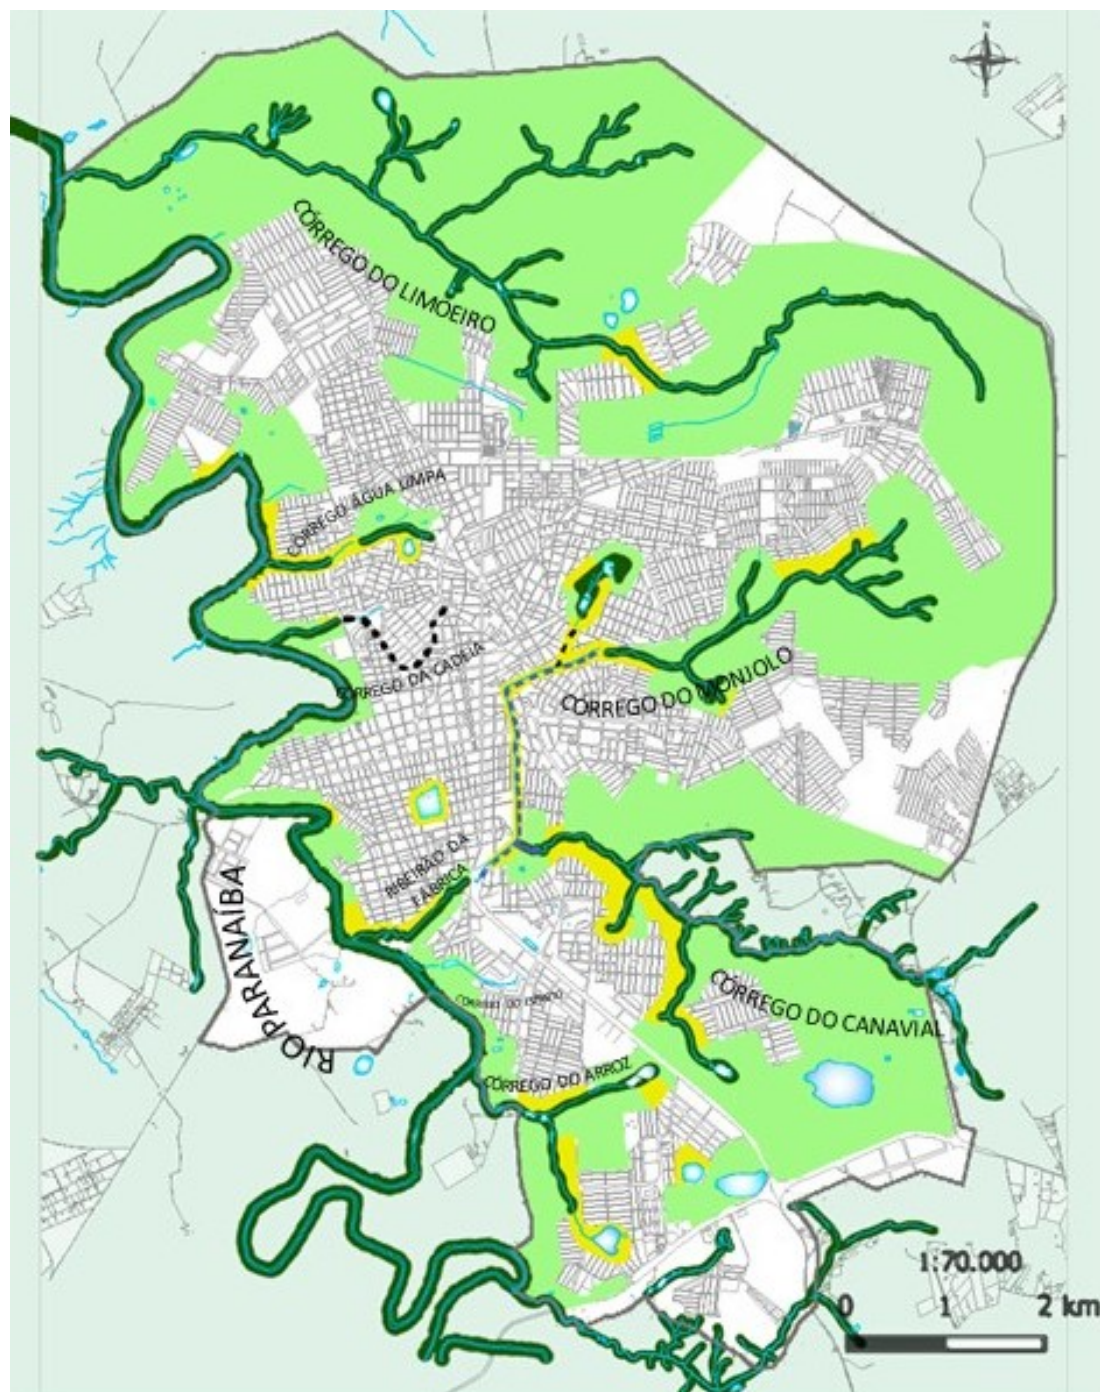 N
CÓRREGO DO LIMOEIRO
CÓRREGO ÁGUA LIMPA
CÓRREGO DA CADEIA
CÓRREGO DO MONJOLO
RIBEIRÃO DA
FÁBRICA
RIO PARANAÍBA
CÓRREGO DO CANAVIAL
CÓRREGO DO ARROZ
1:70.000
0 1 2 km